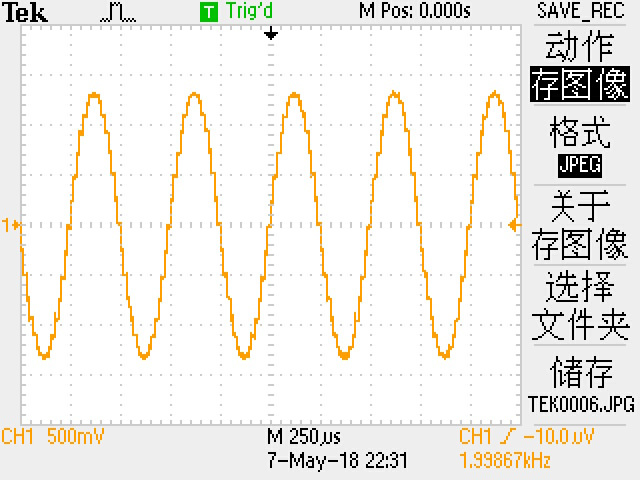 Tek T Trig'd M Pos: 0.000s SAVE_REC
动作
存图像
格式
JPEG
1
关于
存图像
选择
文件夹
储存
TEK0006.JPG
CH1 500mV M 250µs CH1 -10.0µV
7-May-18 22:31 1.99867kHz